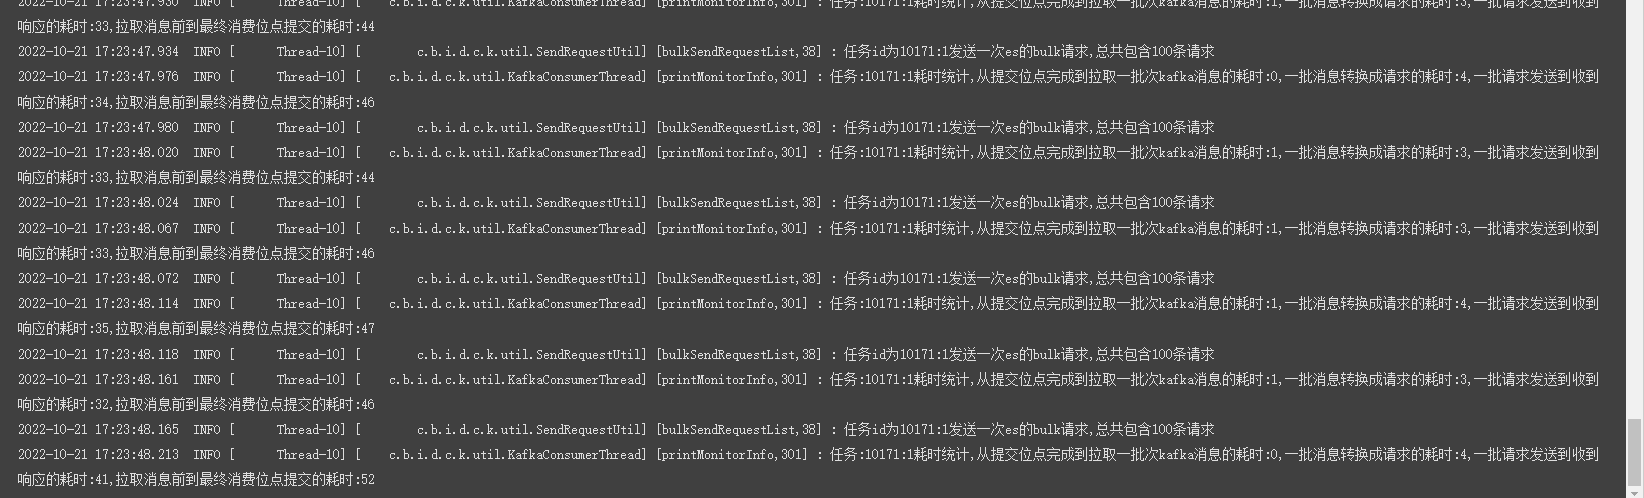 2022-10-21 17:23:47.930  INFO [      Thread-10] [    c.b.i.d.c.k.util.KafkaConsumerThread] [printMonitorInfo,301] : 任务:10171:1耗时统计,从提交位点完成到拉取一批次kafka消息的耗时:1,一批消息转换成请求的耗时:3,一批请求发送到收到
响应的耗时:33,拉取消息前到最终消费位点提交的耗时:44
2022-10-21 17:23:47.934  INFO [      Thread-10] [        c.b.i.d.c.k.util.SendRequestUtil] [bulkSendRequestList,38] : 任务id为10171:1发送一次es的bulk请求,总共包含100条请求
2022-10-21 17:23:47.976  INFO [      Thread-10] [    c.b.i.d.c.k.util.KafkaConsumerThread] [printMonitorInfo,301] : 任务:10171:1耗时统计,从提交位点完成到拉取一批次kafka消息的耗时:0,一批消息转换成请求的耗时:4,一批请求发送到收到
响应的耗时:34,拉取消息前到最终消费位点提交的耗时:46
2022-10-21 17:23:47.980  INFO [      Thread-10] [        c.b.i.d.c.k.util.SendRequestUtil] [bulkSendRequestList,38] : 任务id为10171:1发送一次es的bulk请求,总共包含100条请求
2022-10-21 17:23:48.020  INFO [      Thread-10] [    c.b.i.d.c.k.util.KafkaConsumerThread] [printMonitorInfo,301] : 任务:10171:1耗时统计,从提交位点完成到拉取一批次kafka消息的耗时:1,一批消息转换成请求的耗时:3,一批请求发送到收到
响应的耗时:33,拉取消息前到最终消费位点提交的耗时:44
2022-10-21 17:23:48.024  INFO [      Thread-10] [        c.b.i.d.c.k.util.SendRequestUtil] [bulkSendRequestList,38] : 任务id为10171:1发送一次es的bulk请求,总共包含100条请求
2022-10-21 17:23:48.067  INFO [      Thread-10] [    c.b.i.d.c.k.util.KafkaConsumerThread] [printMonitorInfo,301] : 任务:10171:1耗时统计,从提交位点完成到拉取一批次kafka消息的耗时:1,一批消息转换成请求的耗时:3,一批请求发送到收到
响应的耗时:33,拉取消息前到最终消费位点提交的耗时:46
2022-10-21 17:23:48.072  INFO [      Thread-10] [        c.b.i.d.c.k.util.SendRequestUtil] [bulkSendRequestList,38] : 任务id为10171:1发送一次es的bulk请求,总共包含100条请求
2022-10-21 17:23:48.114  INFO [      Thread-10] [    c.b.i.d.c.k.util.KafkaConsumerThread] [printMonitorInfo,301] : 任务:10171:1耗时统计,从提交位点完成到拉取一批次kafka消息的耗时:1,一批消息转换成请求的耗时:4,一批请求发送到收到
响应的耗时:35,拉取消息前到最终消费位点提交的耗时:47
2022-10-21 17:23:48.118  INFO [      Thread-10] [        c.b.i.d.c.k.util.SendRequestUtil] [bulkSendRequestList,38] : 任务id为10171:1发送一次es的bulk请求,总共包含100条请求
2022-10-21 17:23:48.161  INFO [      Thread-10] [    c.b.i.d.c.k.util.KafkaConsumerThread] [printMonitorInfo,301] : 任务:10171:1耗时统计,从提交位点完成到拉取一批次kafka消息的耗时:1,一批消息转换成请求的耗时:3,一批请求发送到收到
响应的耗时:32,拉取消息前到最终消费位点提交的耗时:46
2022-10-21 17:23:48.165  INFO [      Thread-10] [        c.b.i.d.c.k.util.SendRequestUtil] [bulkSendRequestList,38] : 任务id为10171:1发送一次es的bulk请求,总共包含100条请求
2022-10-21 17:23:48.213  INFO [      Thread-10] [    c.b.i.d.c.k.util.KafkaConsumerThread] [printMonitorInfo,301] : 任务:10171:1耗时统计,从提交位点完成到拉取一批次kafka消息的耗时:0,一批消息转换成请求的耗时:4,一批请求发送到收到
响应的耗时:41,拉取消息前到最终消费位点提交的耗时:52